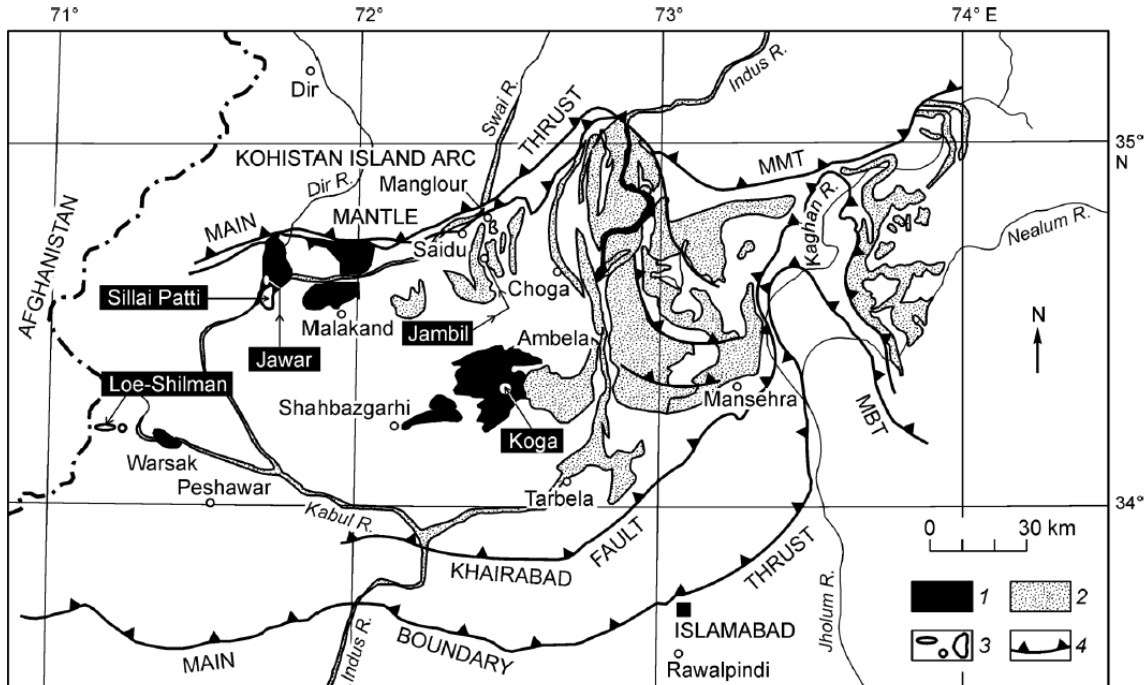 71°
72°
73°
74° E
Dir
Swai R.
Indus R.
THRUST
35°
N
KOHISTAN ISLAND ARC
MMT
Manglour
Dir R.
Kaghan R.
MAIN
MANTLE
Nealum R.
Saidu
AFGHANISTAN
Choga
Sillai Patti
N
Malakand
Jambil
Ambela
Jawar
Loe-Shilman
Mansehra
MBT
Shahbazgarhi
Koga
Warsak
Peshawar
Tarbela
34°
Kabul R.
0 30 km
FAULT
KHAIRABAD
THRUST
Jholum R.
1
2
ISLAMABAD
BOUNDARY
3
4
MAIN
Indus R.
Rawalpindi